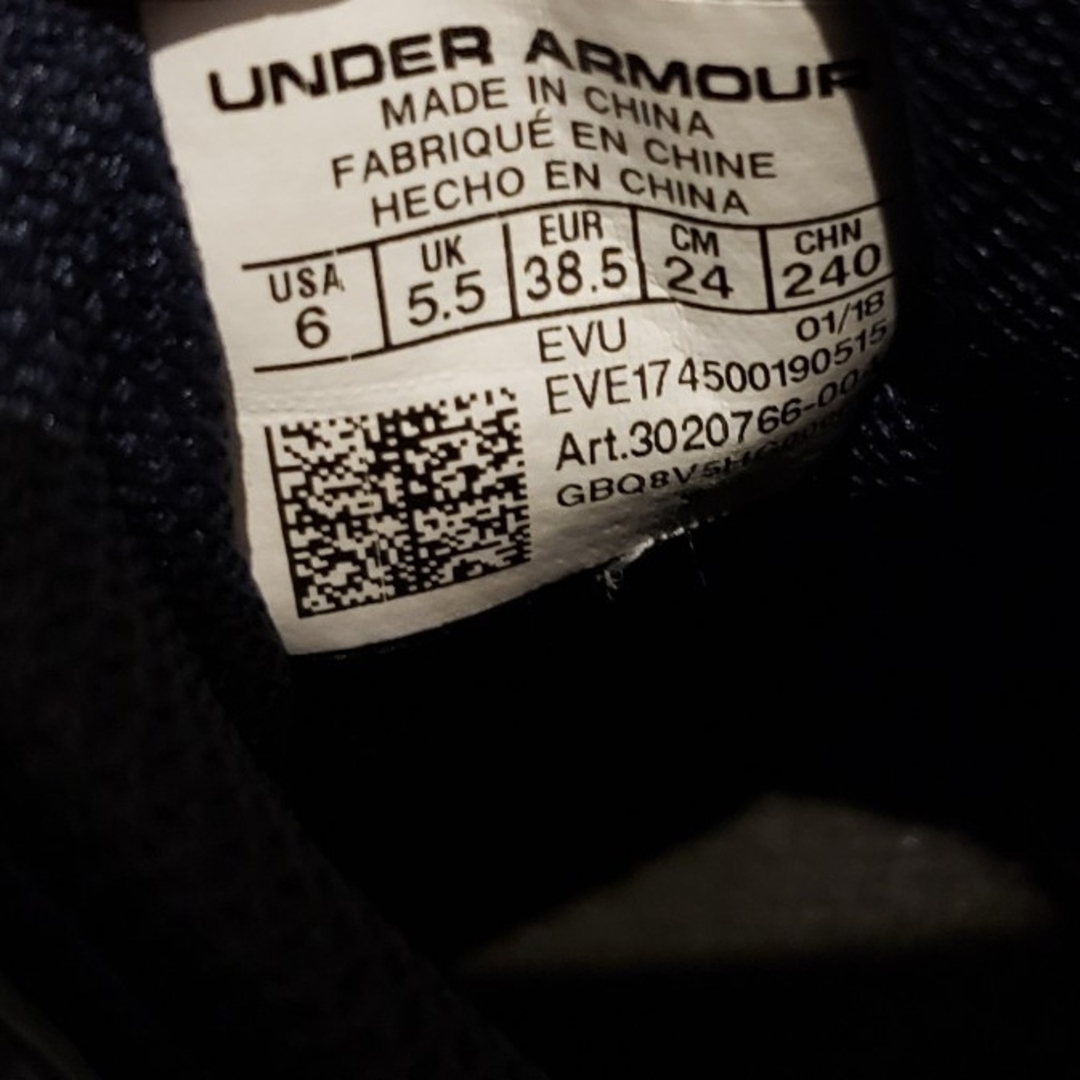 UNDER ARMOUR
MADE IN CHINA
FABRIQUÉ EN CHINE
HECHO EN CHINA
USA UK EUR CM CHN
6 5.5 38.5 24 240
EVU 01/18
EVE174500190515